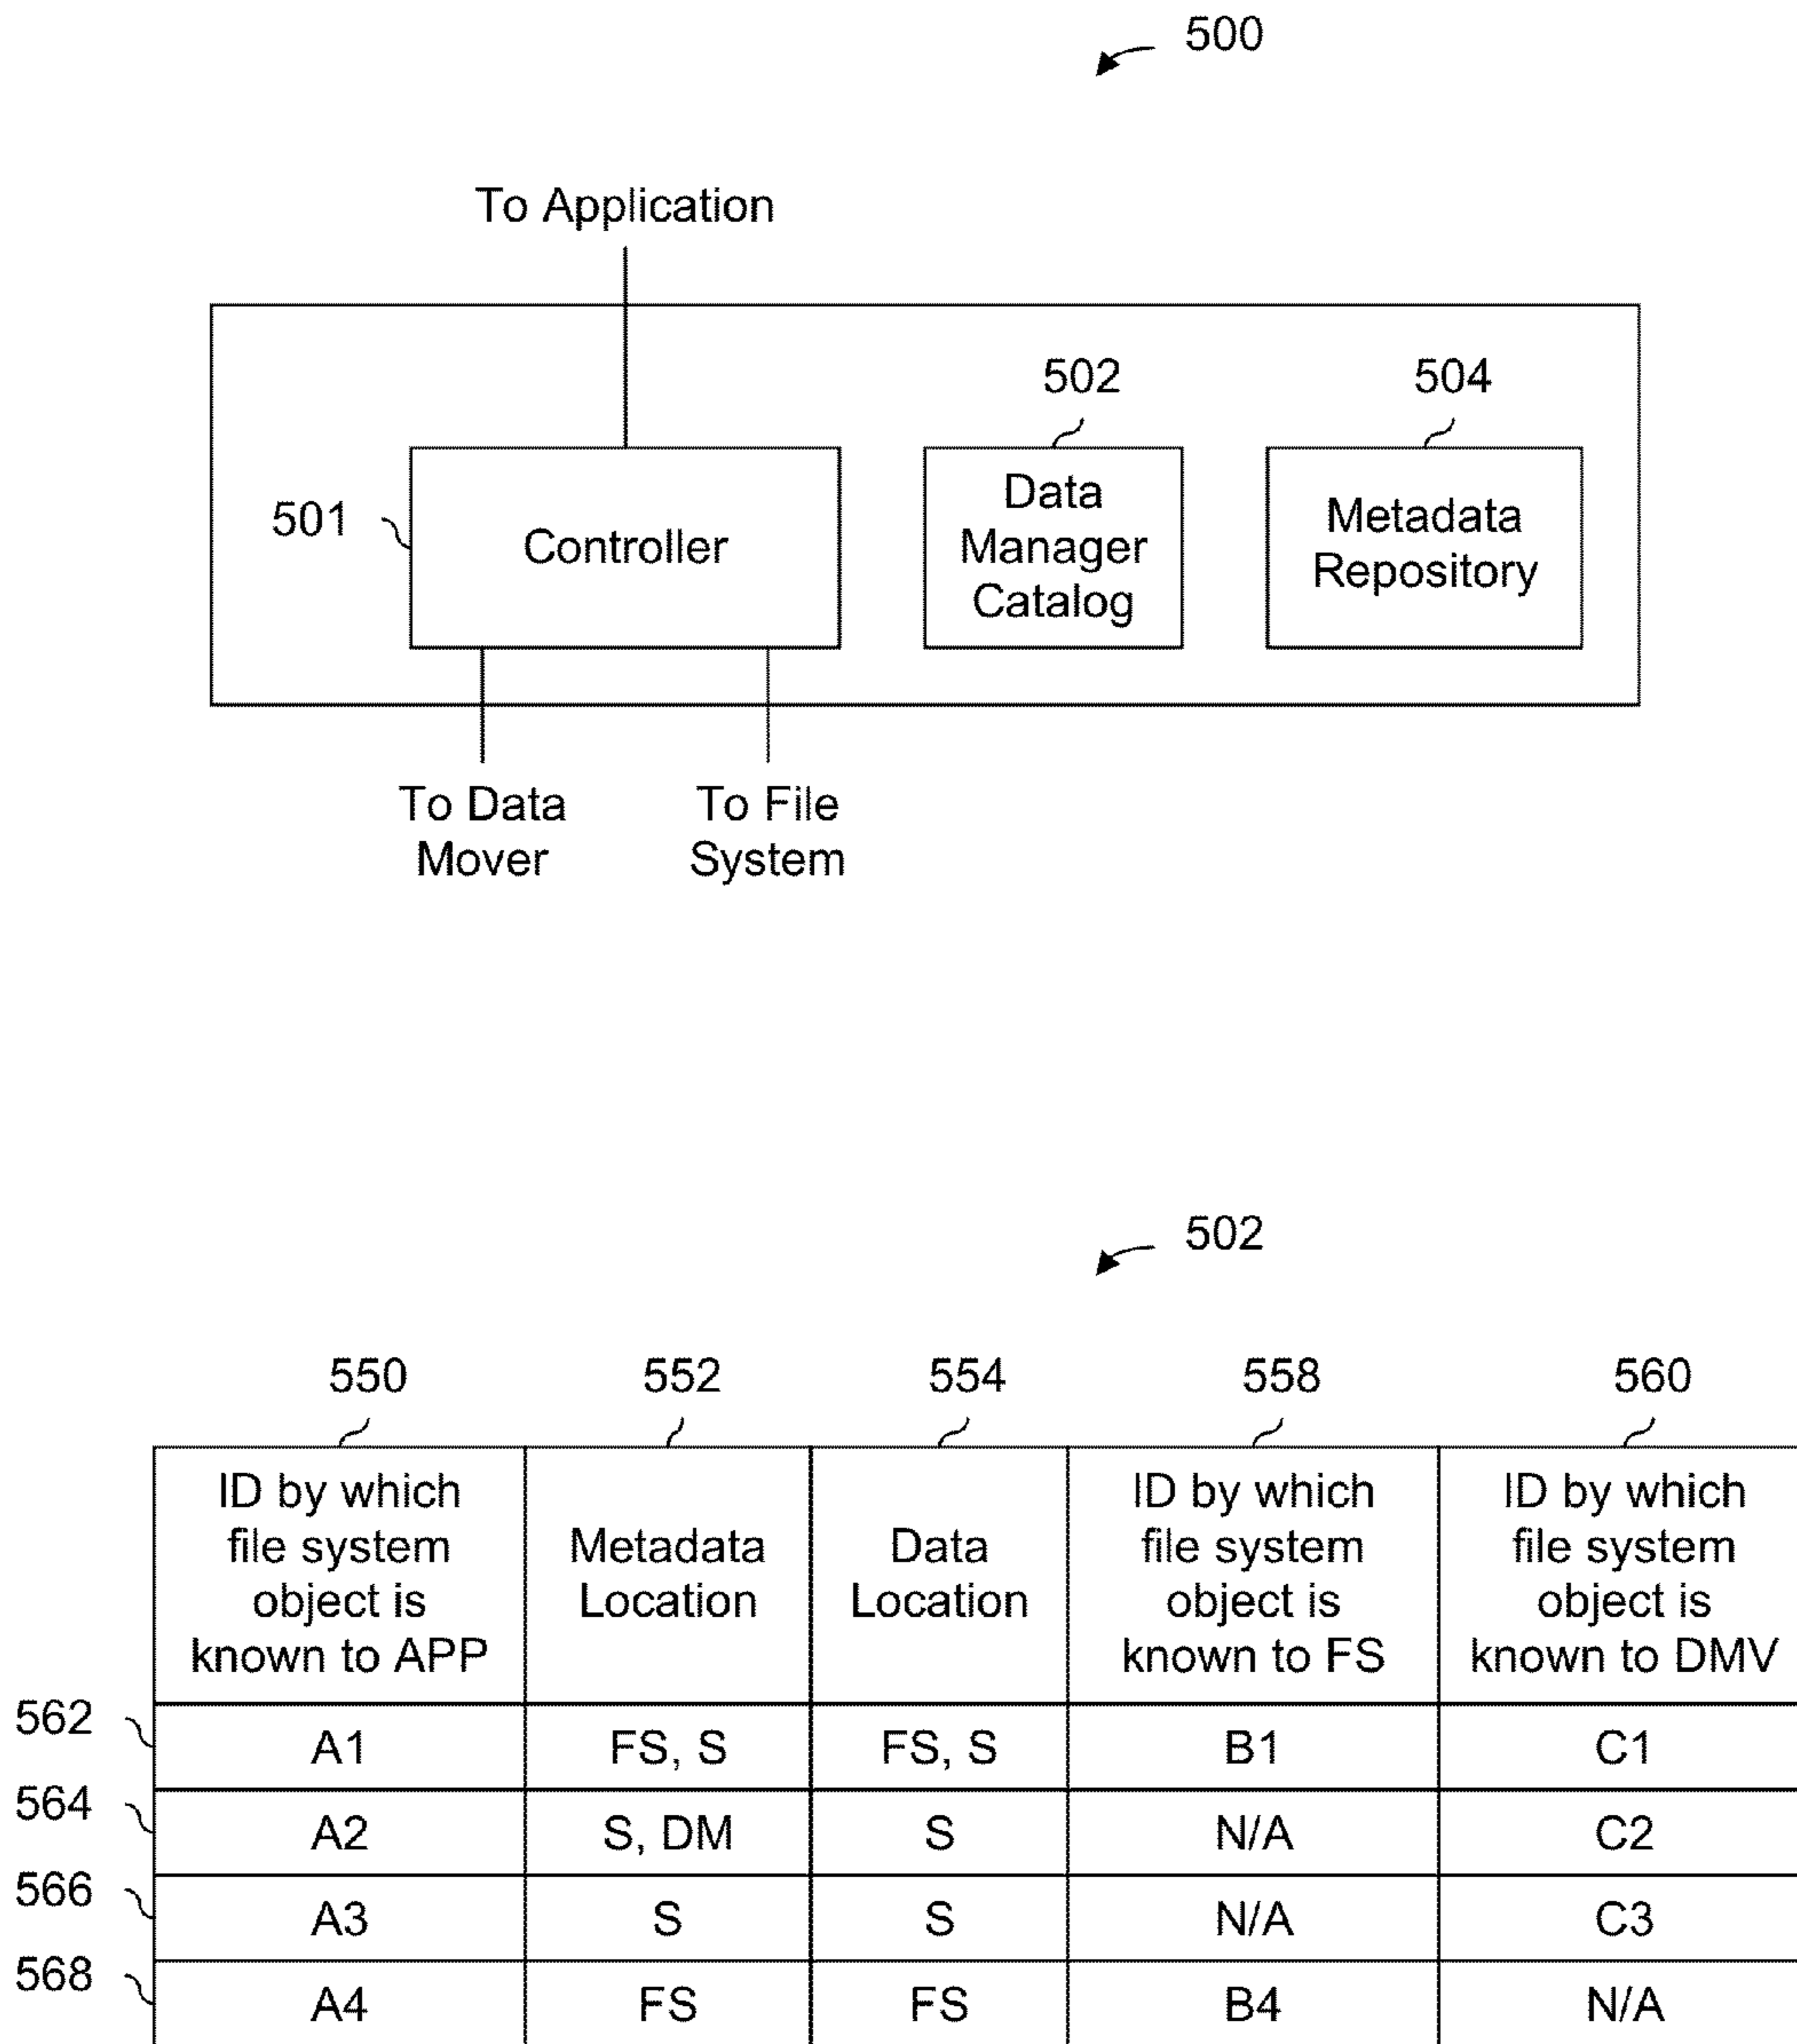 500
To Application
502
504
501
Controller
Data
Manager
Catalog
Metadata
Repository
To Data
Mover
To File
System
502
550
552
554
558
560
ID by which
file system
object is
known to APP
Metadata
Location
Data
Location
ID by which
file system
object is
known to FS
ID by which
file system
object is
known to DMV
562
A1
FS, S
FS, S
B1
C1
564
A2
S, DM
S
N/A
C2
566
A3
S
S
N/A
C3
568
A4
FS
FS
B4
N/A